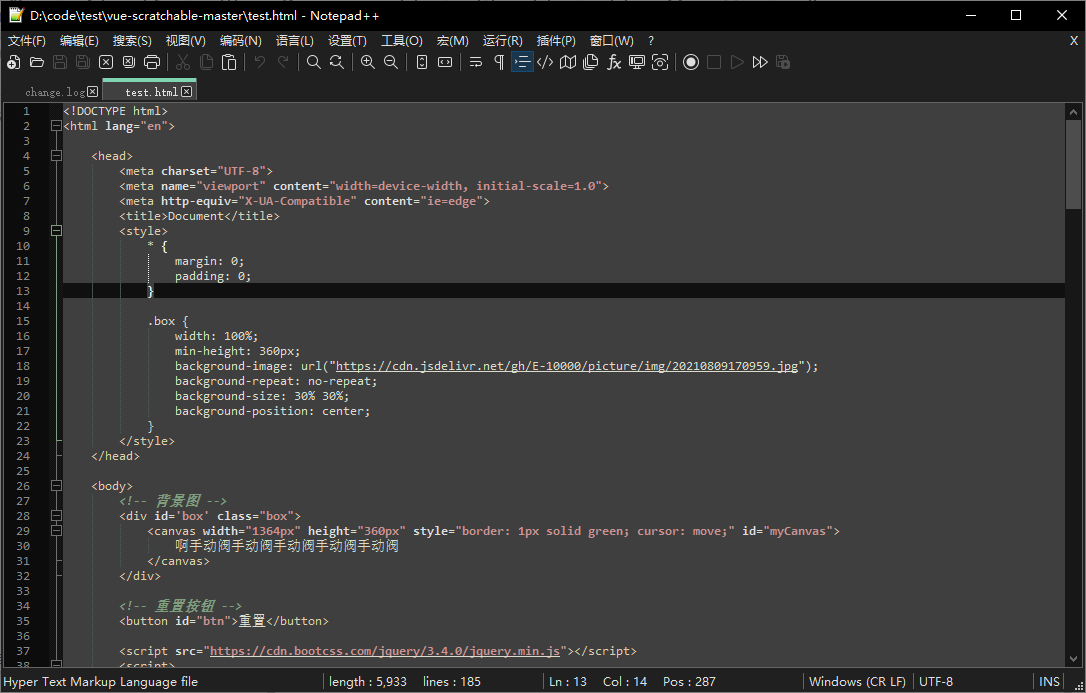 D:\code\test\vue-scratchable-master\test.html - Notepad++
文件(F) 编辑(E) 搜索(S) 视图(V) 编码(N) 语言(L) 设置(T) 工具(O) 宏(M) 运行(R) 插件(P) 窗口(W) ? X
change.log test.html
1 <!DOCTYPE html>
2 <html lang="en">
3
4 <head>
5 <meta charset="UTF-8">
6 <meta name="viewport" content="width=device-width, initial-scale=1.0">
7 <meta http-equiv="X-UA-Compatible" content="ie=edge">
8 <title>Document</title>
9 <style>
10 * {
11 margin: 0;
12 padding: 0;
13 }
14
15 .box {
16 width: 100%;
17 min-height: 360px;
18 background-image: url("https://cdn.jsdelivr.net/gh/E-10000/picture/img/20210809170959.jpg");
19 background-repeat: no-repeat;
20 background-size: 30% 30%;
21 background-position: center;
22 }
23 </style>
24 </head>
25
26 <body>
27 <!-- 背景图 -->
28 <div id='box' class="box">
29 <canvas width="1364px" height="360px" style="border: 1px solid green; cursor: move;" id="myCanvas">
30 啊手动阀手动阀手动阀手动阀手动阀
31 </canvas>
32 </div>
33
34 <!-- 重置按钮 -->
35 <button id="btn">重置</button>
36
37 <script src="https://cdn.bootcss.com/jquery/3.4.0/jquery.min.js"></script>
38 <script>
Hyper Text Markup Language file length : 5,933 lines : 185 Ln : 13 Col : 14 Pos : 287 Windows (CR LF) UTF-8 INS